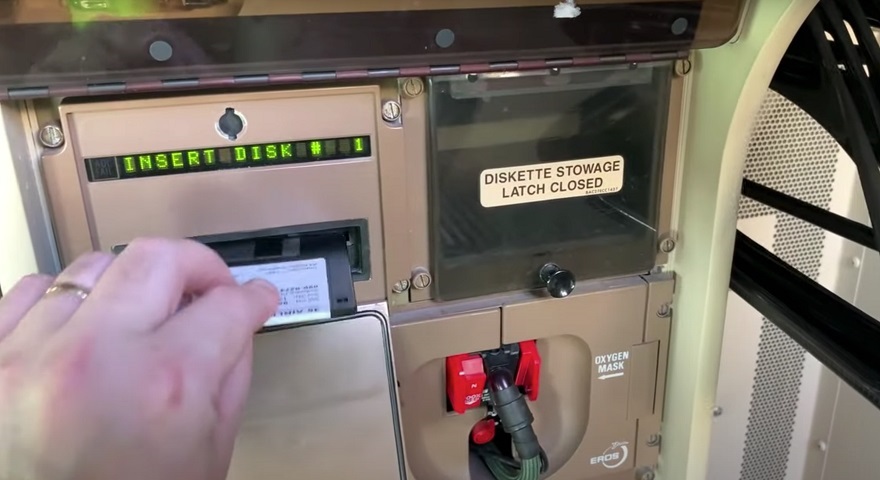 INSERT DISK # 1
DISKETTE STOWAGE
LATCH CLOSED
OXYGEN
MASK
EROS